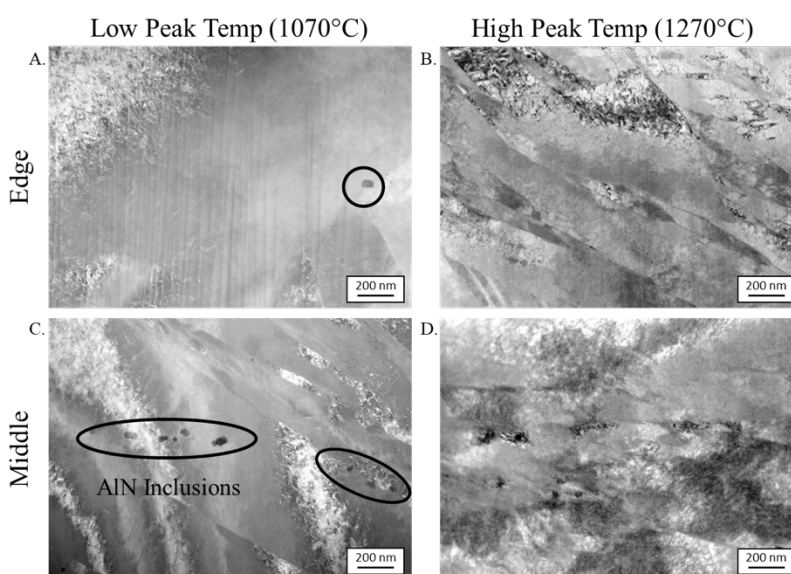 Low Peak Temp (1070°C)
High Peak Temp (1270°C)
A.
B.
Edge
200 nm
200 nm
C.
D.
Middle
AlN Inclusions
200 nm
200 nm